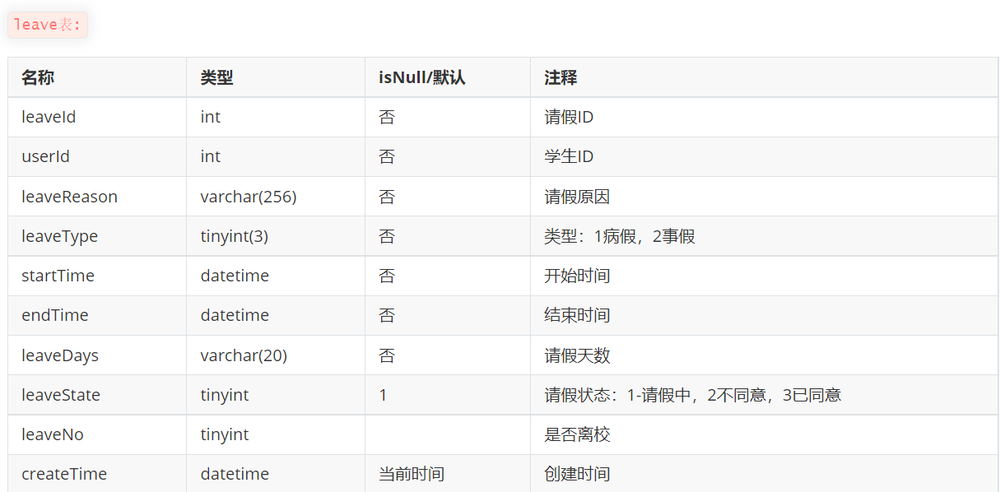 leave表:
名称 类型 isNull/默认 注释
leaveId int 否 请假ID
userId int 否 学生ID
leaveReason varchar(256) 否 请假原因
leaveType tinyint(3) 否 类型：1病假，2事假
startTime datetime 否 开始时间
endTime datetime 否 结束时间
leaveDays varchar(20) 否 请假天数
leaveState tinyint 1 请假状态：1-请假中，2不同意，3已同意
leaveNo tinyint 是否离校
createTime datetime 当前时间 创建时间